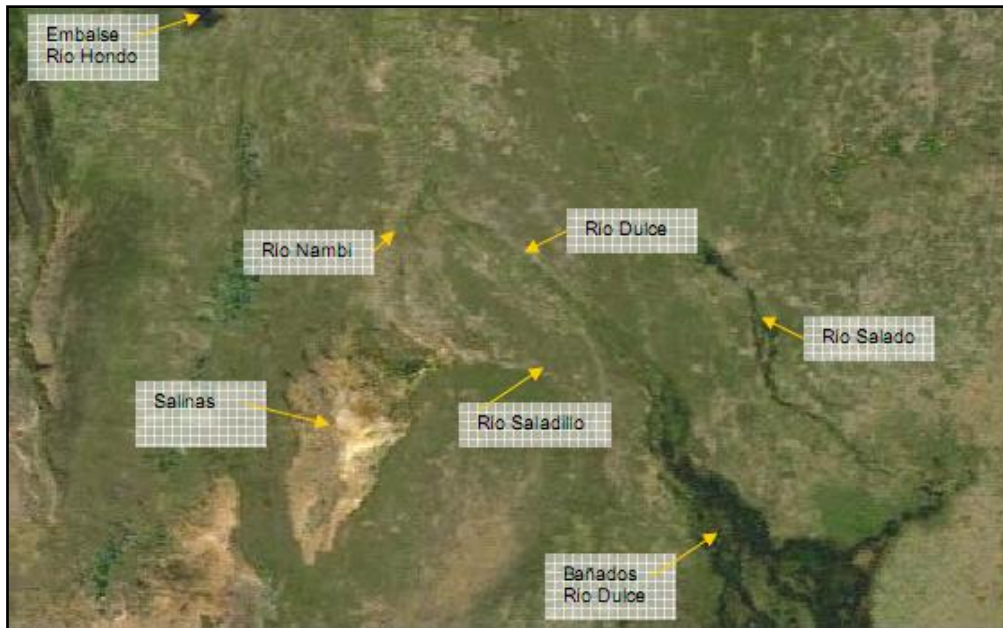 Embalse
Rio Hondo
Rio Dulce
Rio Nambi
Rio Salado
Salinas
Rio Saladillo
Bañados
Rio Dulce